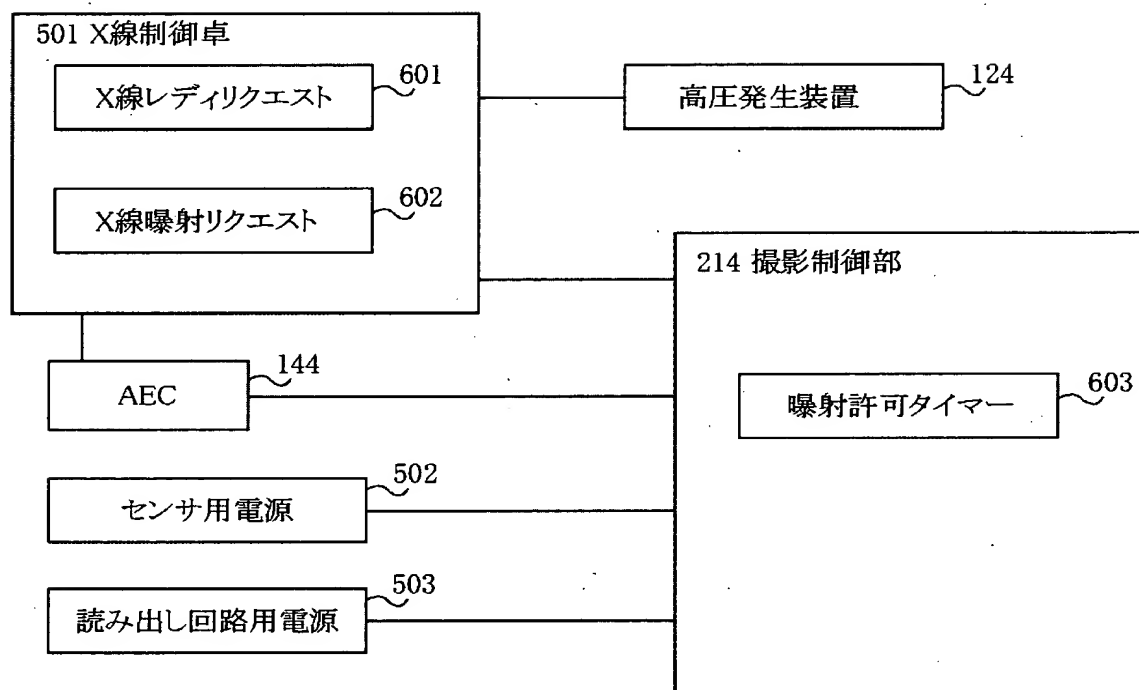 501 X線制御卓
X線レディリクエスト
601
X線曝射リクエスト
602
高圧発生装置
124
214 撮影制御部
曝射許可タイマー
603
AEC
144
センサ用電源
502
読み出し回路用電源
503